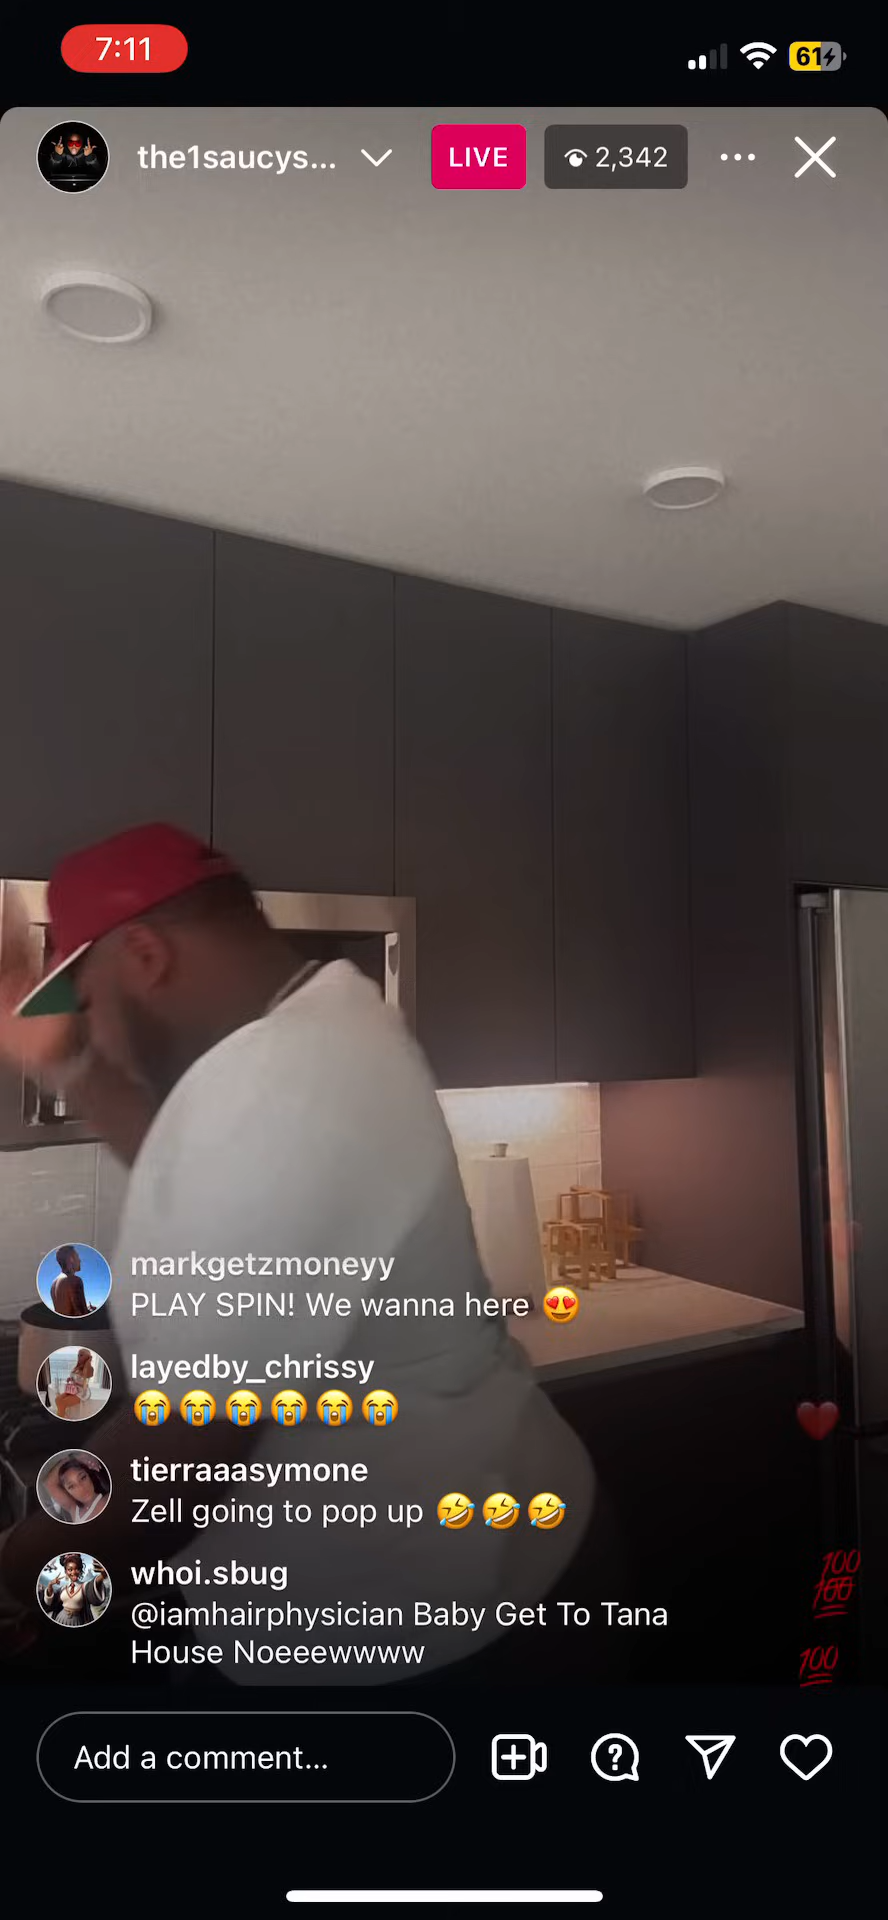 7:11
61
the1saucys...
LIVE
2,342
markgetzmoneyy
PLAY SPIN! We wanna here 😍
layedby_chrissy
😭😭😭😭😭😭
tierraaasymone
Zell going to pop up 🤣🤣🤣
whoi.sbug
@iamhairphysician Baby Get To Tana
House Noeeewwww
100
100
100
Add a comment...